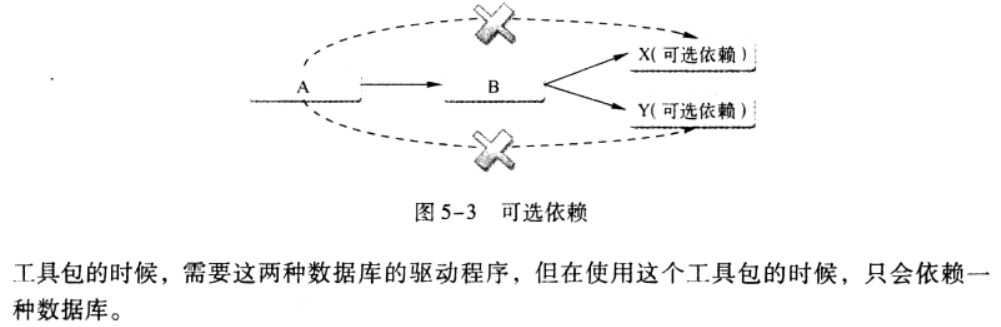 X(可选依赖)
A
B
Y(可选依赖)
图 5-3 可选依赖
工具包的时候，需要这两种数据库的驱动程序，但在使用这个工具包的时候，只会依赖一
种数据库。